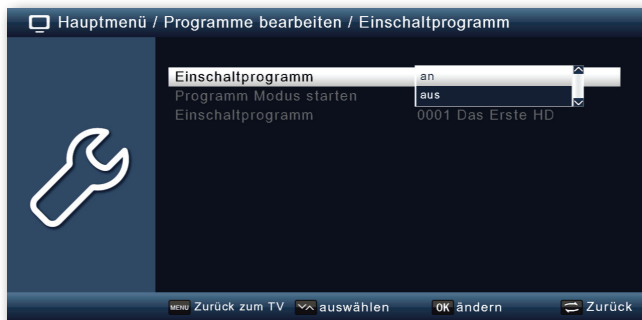 Hauptmenü / Programme bearbeiten / Einschaltprogramm
Einschaltprogramm an
Programm Modus starten aus
Einschaltprogramm 0001 Das Erste HD
MENU Zurück zum TV auswählen OK ändern Zurück